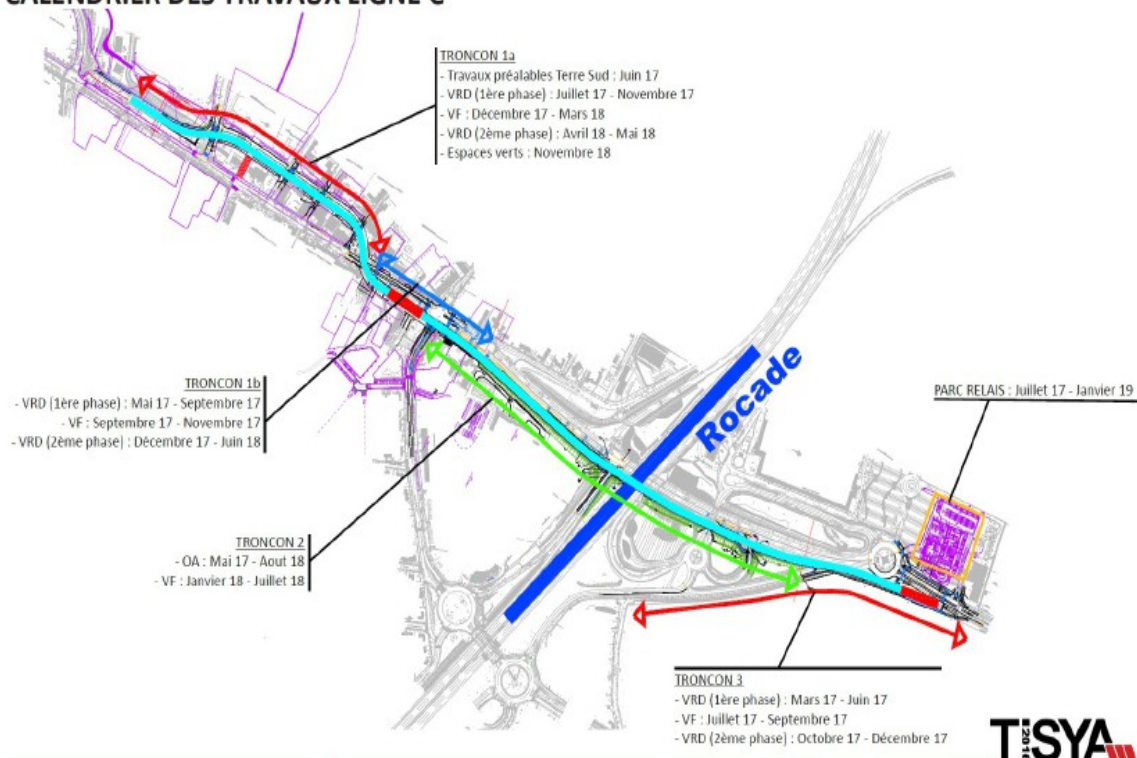 CALENDRIER DES TRAVAUX LIGNE C
TRONCON 1a
- Travaux préalables Terre Sud : Juin 17
- VRD (1ère phase) : Juillet 17 - Novembre 17
- VF : Décembre 17 - Mars 18
- VRD (2ème phase) : Avril 18 - Mai 18
- Espaces verts : Novembre 18
TRONCON 1b
- VRD (1ère phase) : Mai 17 - Septembre 17
- VF : Septembre 17 - Novembre 17
- VRD (2ème phase) : Décembre 17 - Juin 18
Rocade
PARC RELAIS : Juillet 17 - Janvier 19
TRONCON 2
- OA : Mai 17 - Aout 18
- VF : Janvier 18 - Juillet 18
TRONCON 3
- VRD (1ère phase) : Mars 17 - Juin 17
- VF : Juillet 17 - Septembre 17
- VRD (2ème phase) : Octobre 17 - Décembre 17
TISYA